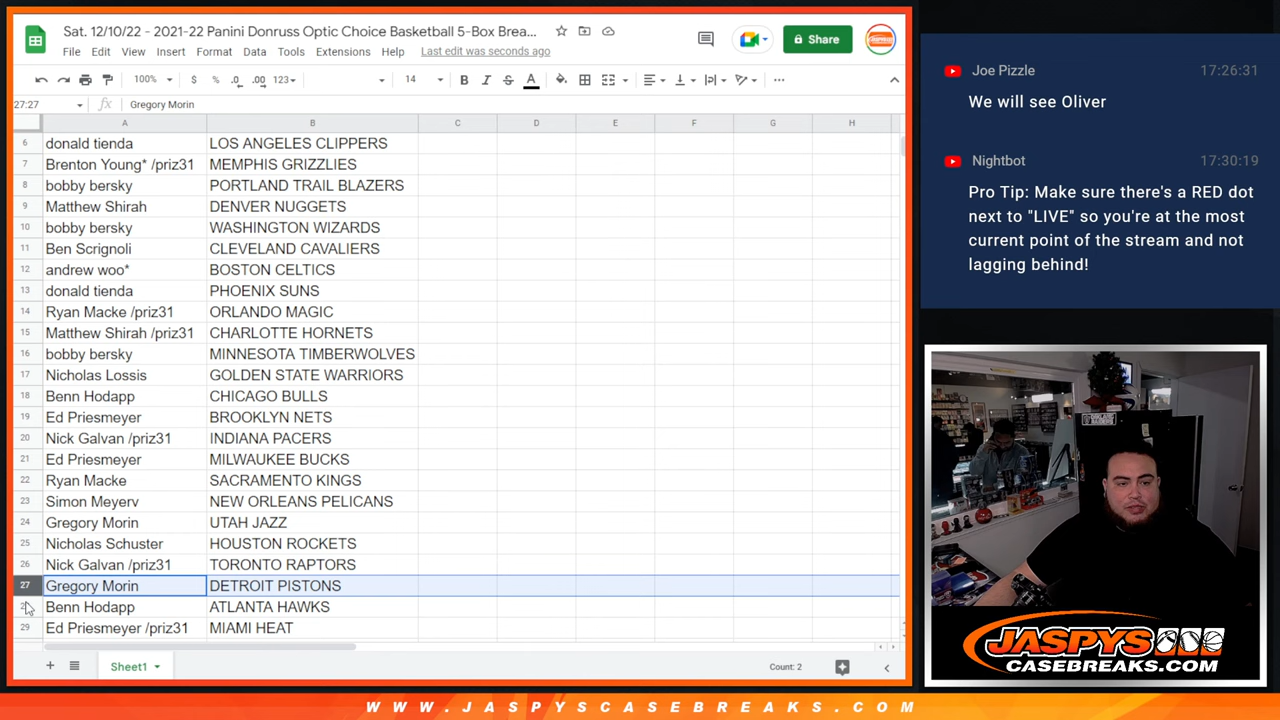 Sat. 12/10/22 - 2021-22 Panini Donruss Optic Choice Basketball 5-Box Brea...
File Edit View Format Data Tools Extensions Help Last edit was seconds ago
Share
100% $ % .0 .00 123 14 B I S A
27:27 fx Gregory Morin
A B C D E F G H
6 donald tienda LOS ANGELES CLIPPERS
7 Brenton Young* /priz31 MEMPHIS GRIZZLIES
8 bobby bersky PORTLAND TRAIL BLAZERS
9 Matthew Shirah DENVER NUGGETS
10 bobby bersky WASHINGTON WIZARDS
11 Ben Scrignoli CLEVELAND CAVALIERS
12 andrew woo* BOSTON CELTICS
13 donald tienda PHOENIX SUNS
14 Ryan Macke /priz31 ORLANDO MAGIC
15 Matthew Shirah /priz31 CHARLOTTE HORNETS
16 bobby bersky MINNESOTA TIMBERWOLVES
17 Nicholas Lossis GOLDEN STATE WARRIORS
18 Benn Hodapp CHICAGO BULLS
19 Ed Priesmeyer BROOKLYN NETS
20 Nick Galvan /priz31 INDIANA PACERS
21 Ed Priesmeyer MILWAUKEE BUCKS
22 Ryan Macke SACRAMENTO KINGS
23 Simon Meyerv NEW ORLEANS PELICANS
24 Gregory Morin UTAH JAZZ
25 Nicholas Schuster HOUSTON ROCKETS
26 Nick Galvan /priz31 TORONTO RAPTORS
27 Gregory Morin DETROIT PISTONS
Benn Hodapp ATLANTA HAWKS
29 Ed Priesmeyer /priz31 MIAMI HEAT
Sheet1
Count: 2
Joe Pizzle 17:26:31
We will see Oliver
Nightbot 17:30:19
Pro Tip: Make sure there's a RED dot
next to "LIVE" so you're at the most
current point of the stream and not
lagging behind!
JASPYS
CASEBREAKS.COM
WWW.JASPYSCASEBREAKS.COM